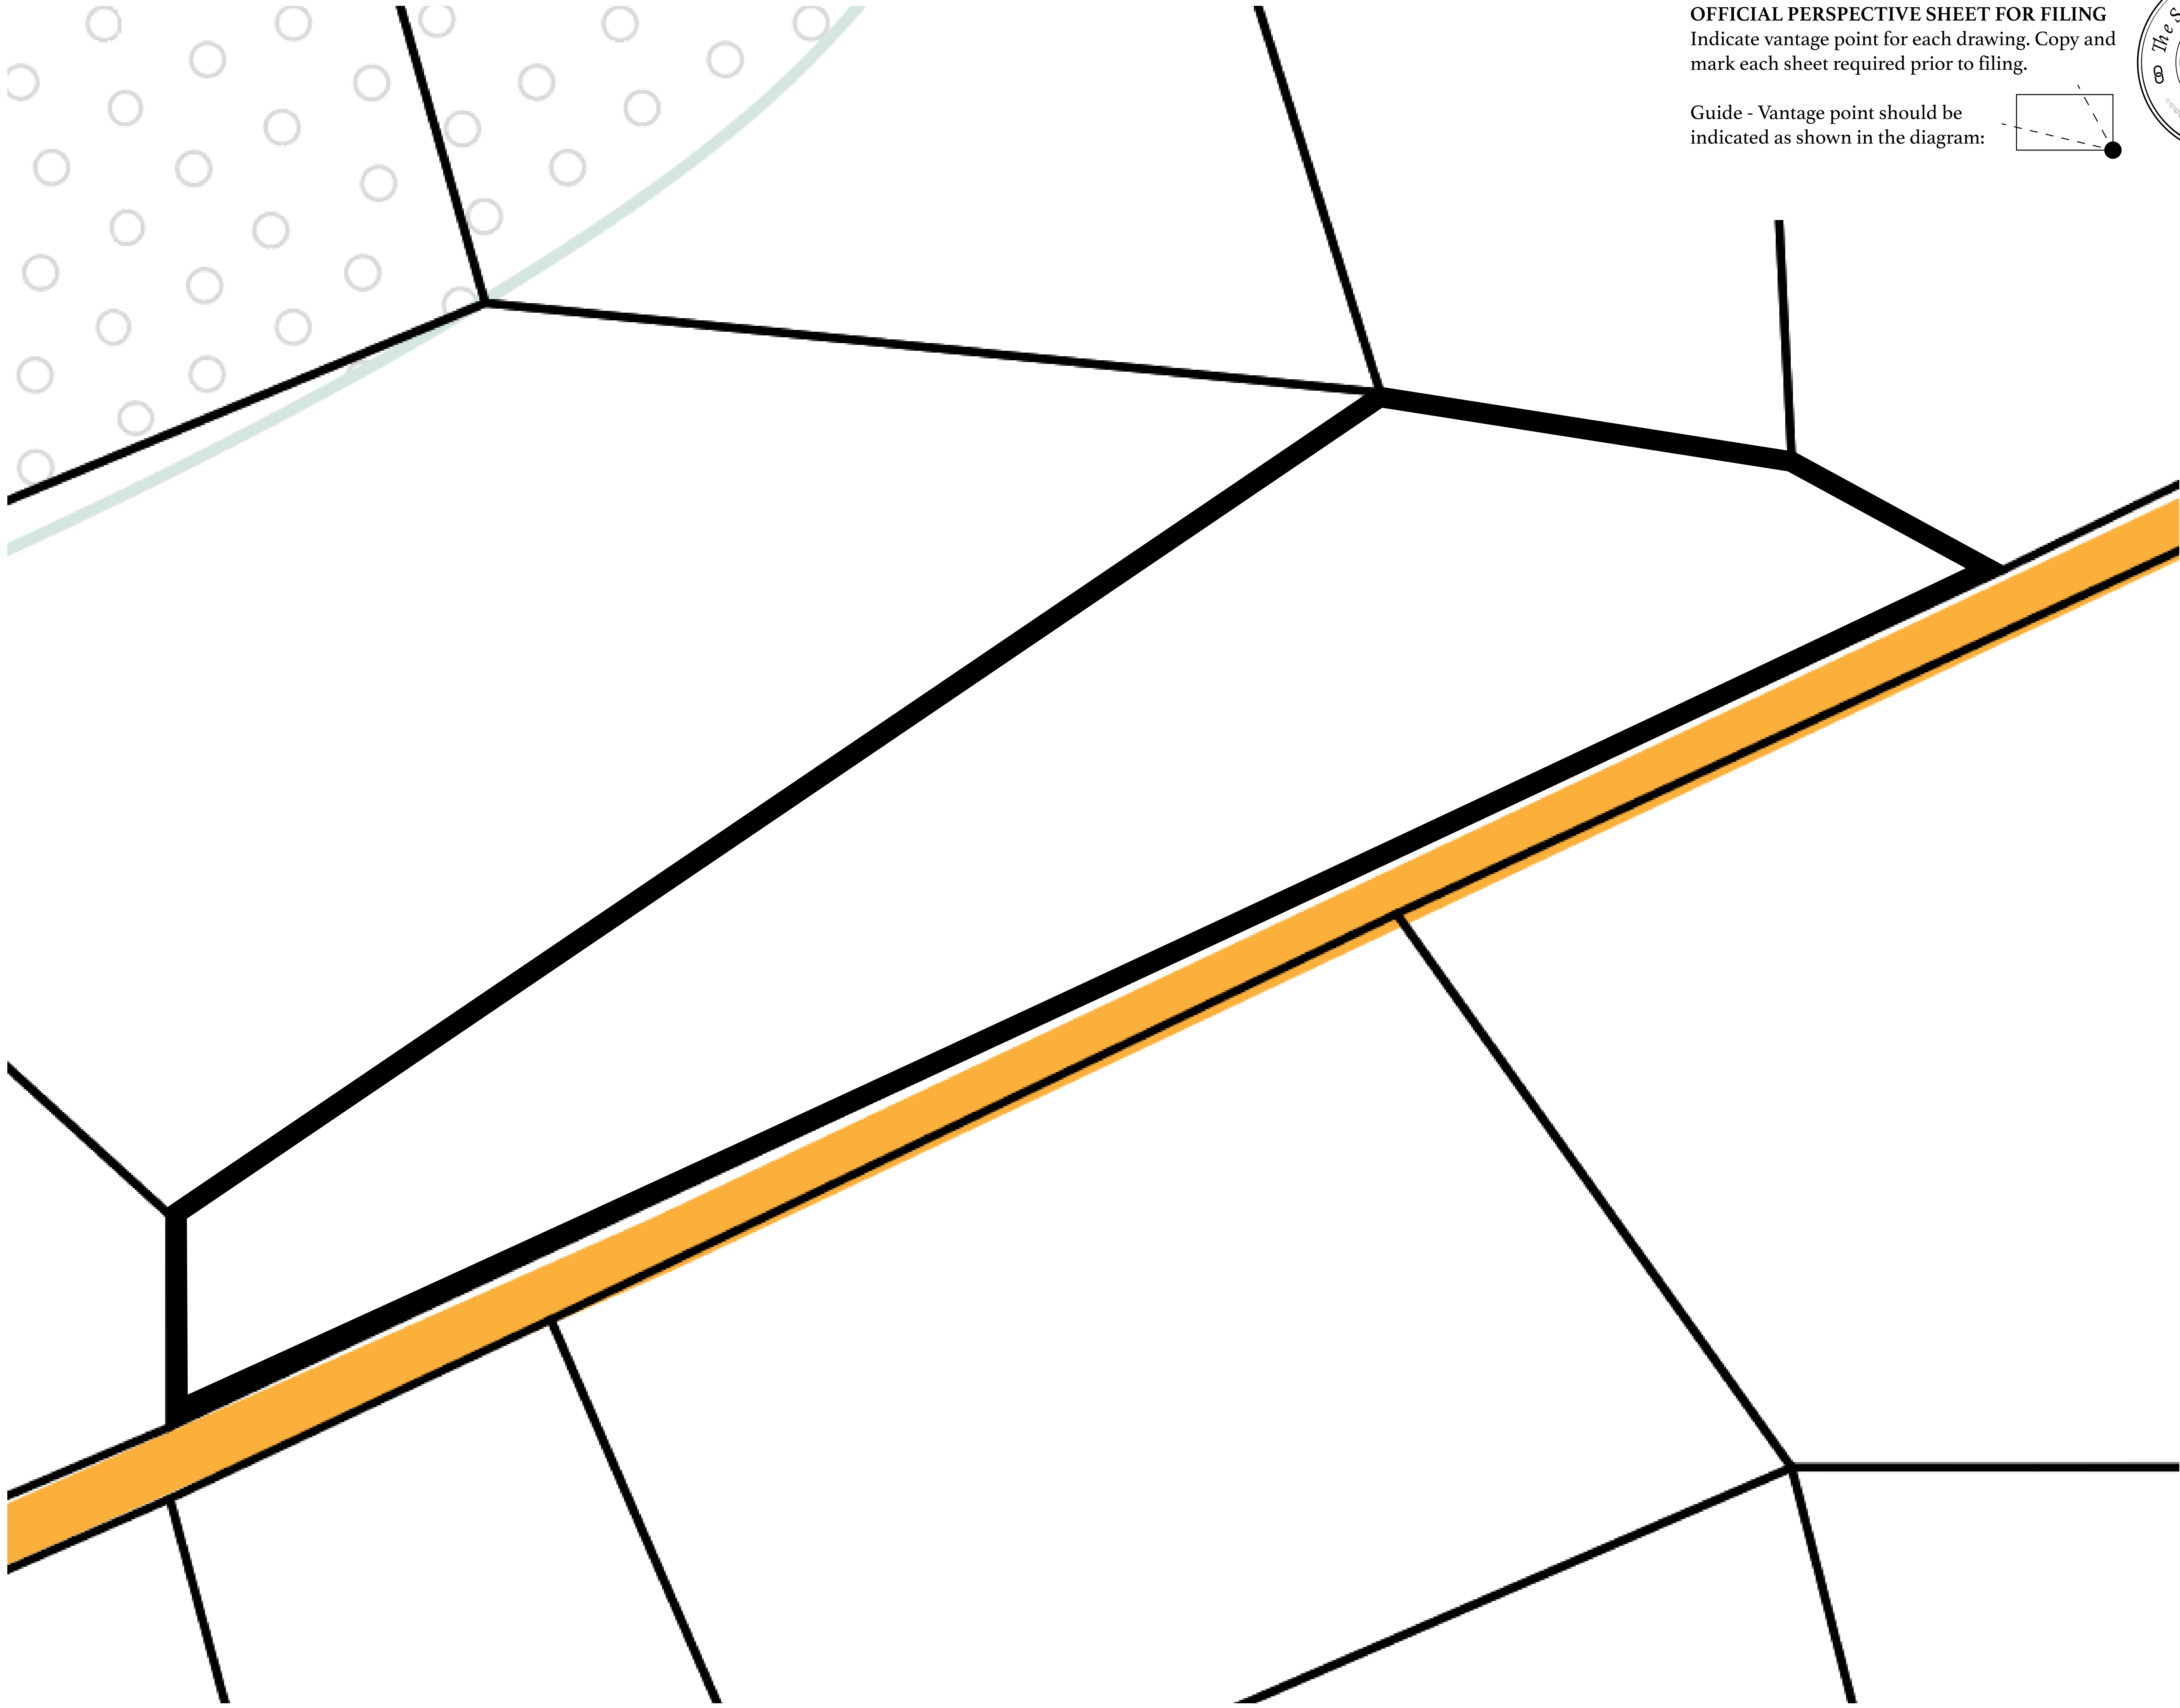 OFFICIAL PERSPECTIVE SHEET FOR FILING
Indicate vantage point for each drawing. Copy and
mark each sheet required prior to filing.
Guide - Vantage point should be
indicated as shown in the diagram:
The